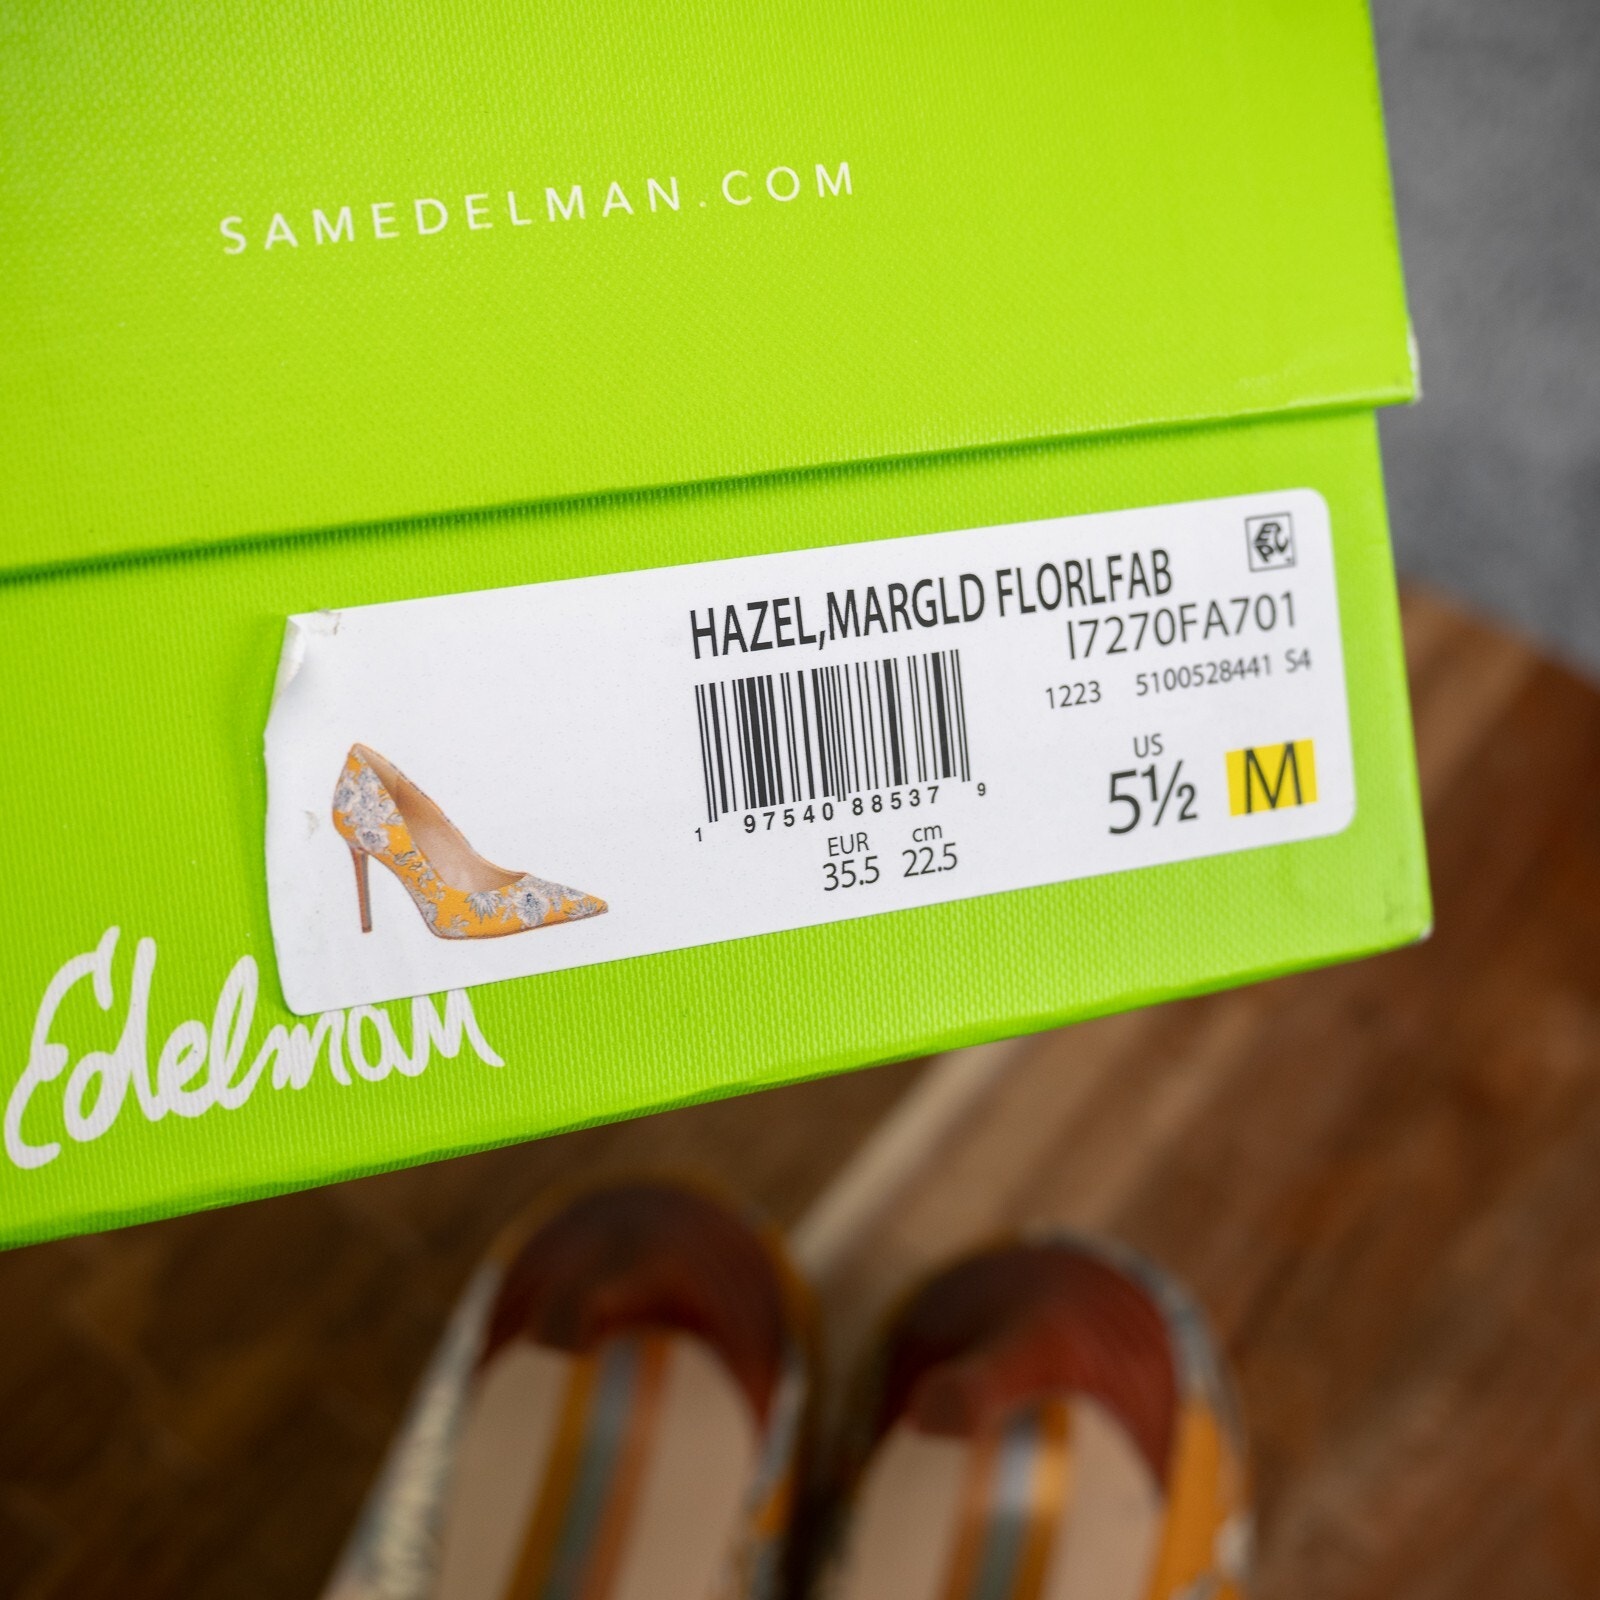 SAMEDELMAN.COM
HAZEL,MARGLD FLORLFAB
I7270FA701
1223 5100528441 S4
1 97540 88537 9
EUR cm
35.5 22.5
US
5½ M
Edelman